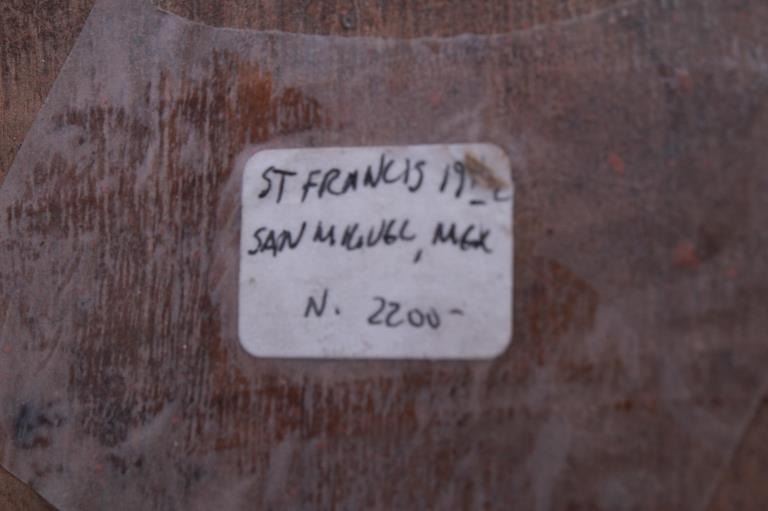 ST FRANCIS
SAN MIGUEL, MEX
N. 2200-